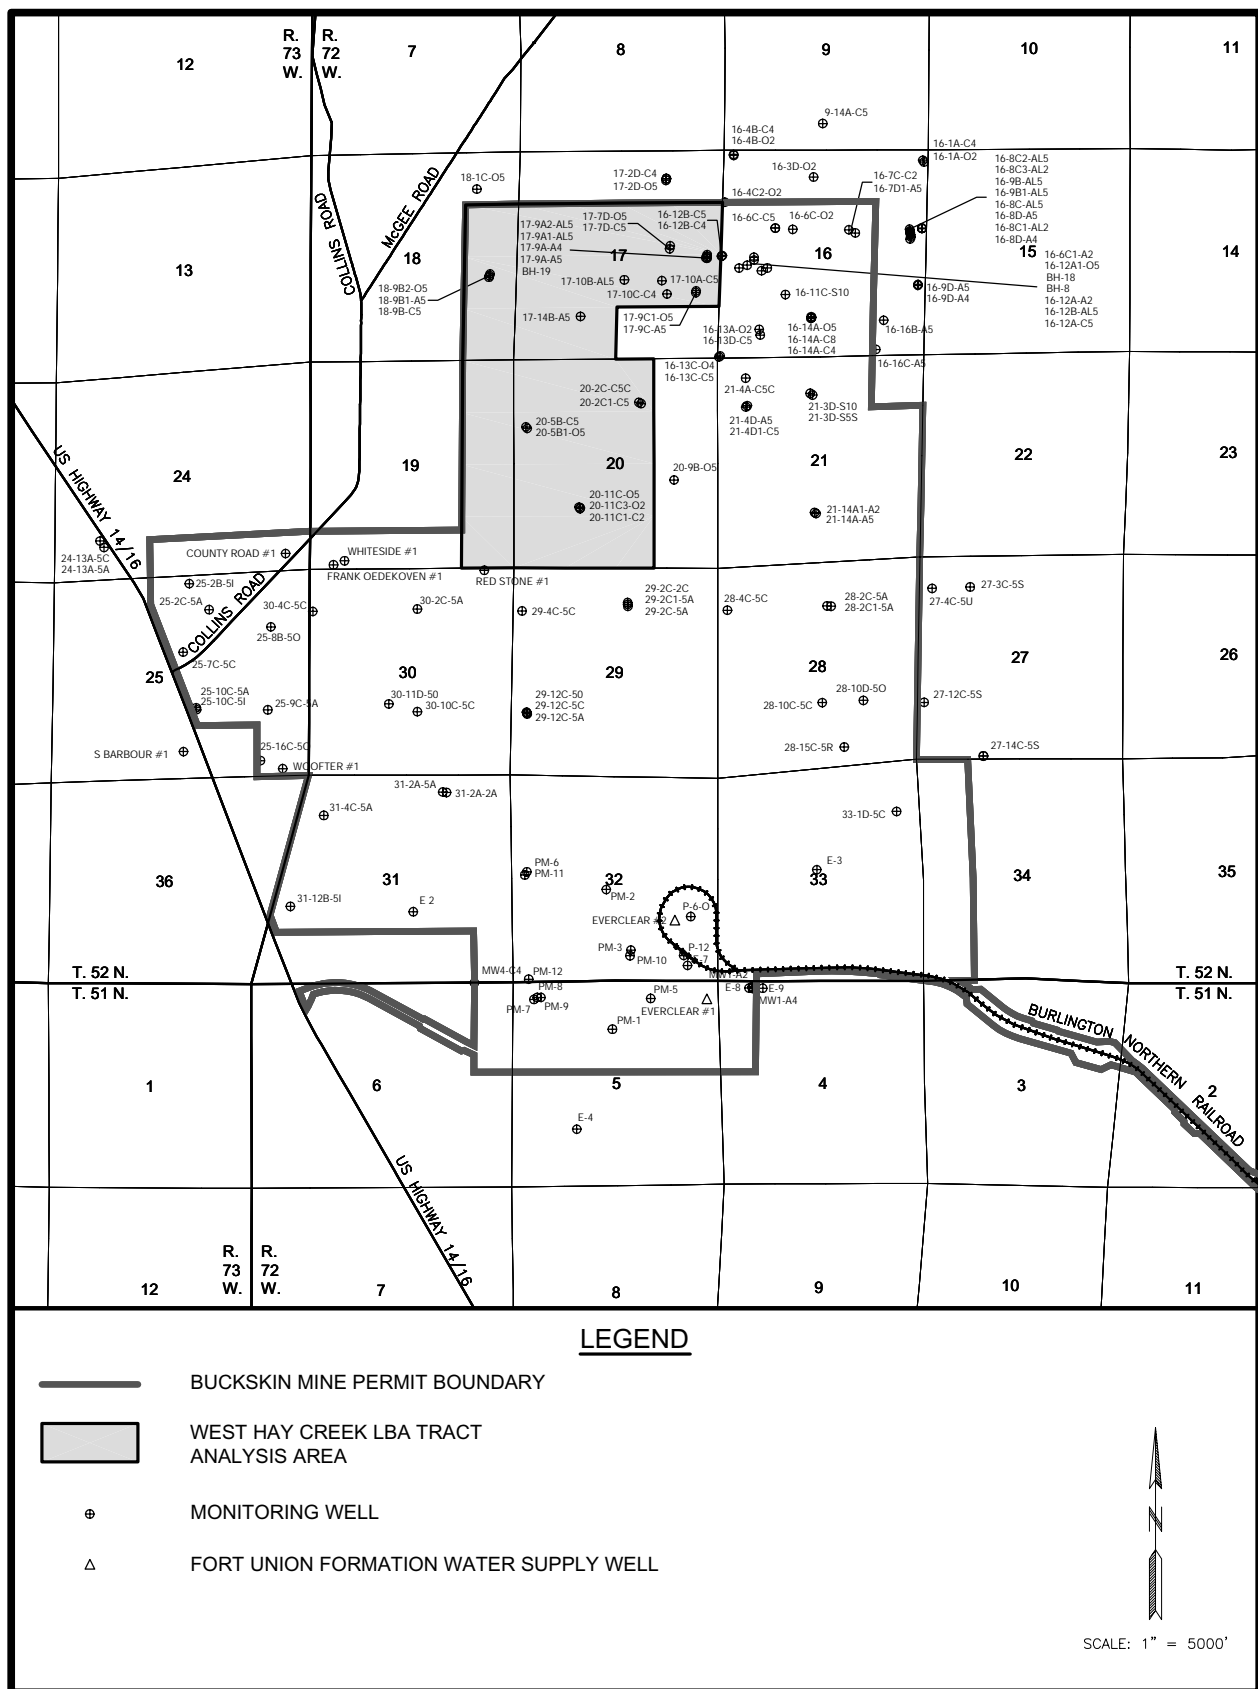 R.
73
W.
R.
72
W.
12
7
8
9
10
11
9-14A-C5
16-4B-C4
16-4B-O2
16-1A-C4
16-1A-O2
18-1C-O5
17-2D-C4
17-2D-O5
16-3D-O2
16-7C-C2
16-7D1-A5
16-8C2-AL5
16-8C3-AL2
16-9B-AL5
16-9B1-AL5
16-8C-AL5
16-8D-A5
16-8C1-AL2
16-8D-A4
COLLINS ROAD
McGEE ROAD
16-4C2-O2
17-9A2-AL5
17-9A1-AL5
17-9A-A4
17-9A-A5
BH-19
17-7D-O5
17-7D-C5
16-12B-C5
16-12B-C4
16-6C-C5
16-6C-O2
13
18
17
16
15
14
16-6C1-A2
16-12A1-O5
BH-18
BH-8
16-12A-A2
16-12B-AL5
16-12A-C5
18-9B2-O5
18-9B1-A5
18-9B-C5
17-10B-AL5
17-10A-C5
17-10C-C4
16-11C-S10
16-9D-A5
16-9D-A4
17-14B-A5
17-9C1-O5
17-9C-A5
16-13A-O2
16-13D-C5
16-14A-O5
16-14A-C8
16-14A-C4
16-16B-A5
16-16C-A5
16-13C-O4
16-13C-C5
20-2C-C5C
20-2C1-C5
21-4A-C5C
21-3D-S10
21-3D-S5S
20-5B-C5
20-5B1-O5
21-4D-A5
21-4D1-C5
US HIGHWAY 14/16
24
19
20
21
22
23
20-9B-O5
20-11C-O5
20-11C3-O2
20-11C1-C2
21-14A1-A2
21-14A-A5
24-13A-5C
24-13A-5A
COUNTY ROAD #1
WHITESIDE #1
FRANK OEDEKOVEN #1
RED STONE #1
25-2B-5I
25-2C-5A
COLLINS ROAD
30-4C-5C
30-2C-5A
29-4C-5C
29-2C-2C
29-2C1-5A
29-2C-5A
28-4C-5C
28-2C-5A
28-2C1-5A
27-3C-5S
27-4C-5U
25-8B-5O
25-7C-5C
25
30
29
28
27
26
25-10C-5A
25-10C-5I
25-9C-5A
30-11D-50
30-10C-5C
29-12C-50
29-12C-5C
29-12C-5A
28-10D-5O
28-10C-5C
27-12C-5S
S BARBOUR #1
25-16C-5O
WOOFTER #1
28-15C-5R
27-14C-5S
31-2A-5A
31-2A-2A
31-4C-5A
33-1D-5C
36
31
32
33
34
35
PM-6
PM-11
PM-2
E-3
31-12B-5I
E 2
P-6-O
EVERCLEAR #2
PM-3
PM-10
P-12
E-7
T. 52 N.
T. 51 N.
MW4-C4
PM-12
MW1-A2
T. 52 N.
T. 51 N.
PM-8
PM-7
PM-9
PM-5
EVERCLEAR #1
E-8
E-9
MW1-A4
PM-1
BURLINGTON NORTHERN RAILROAD
1
6
5
4
3
2
E-4
US HIGHWAY 14/16
R.
73
W.
R.
72
W.
12
7
8
9
10
11
LEGEND
BUCKSKIN MINE PERMIT BOUNDARY
WEST HAY CREEK LBA TRACT
ANALYSIS AREA
MONITORING WELL
FORT UNION FORMATION WATER SUPPLY WELL
N
SCALE: 1" = 5000'